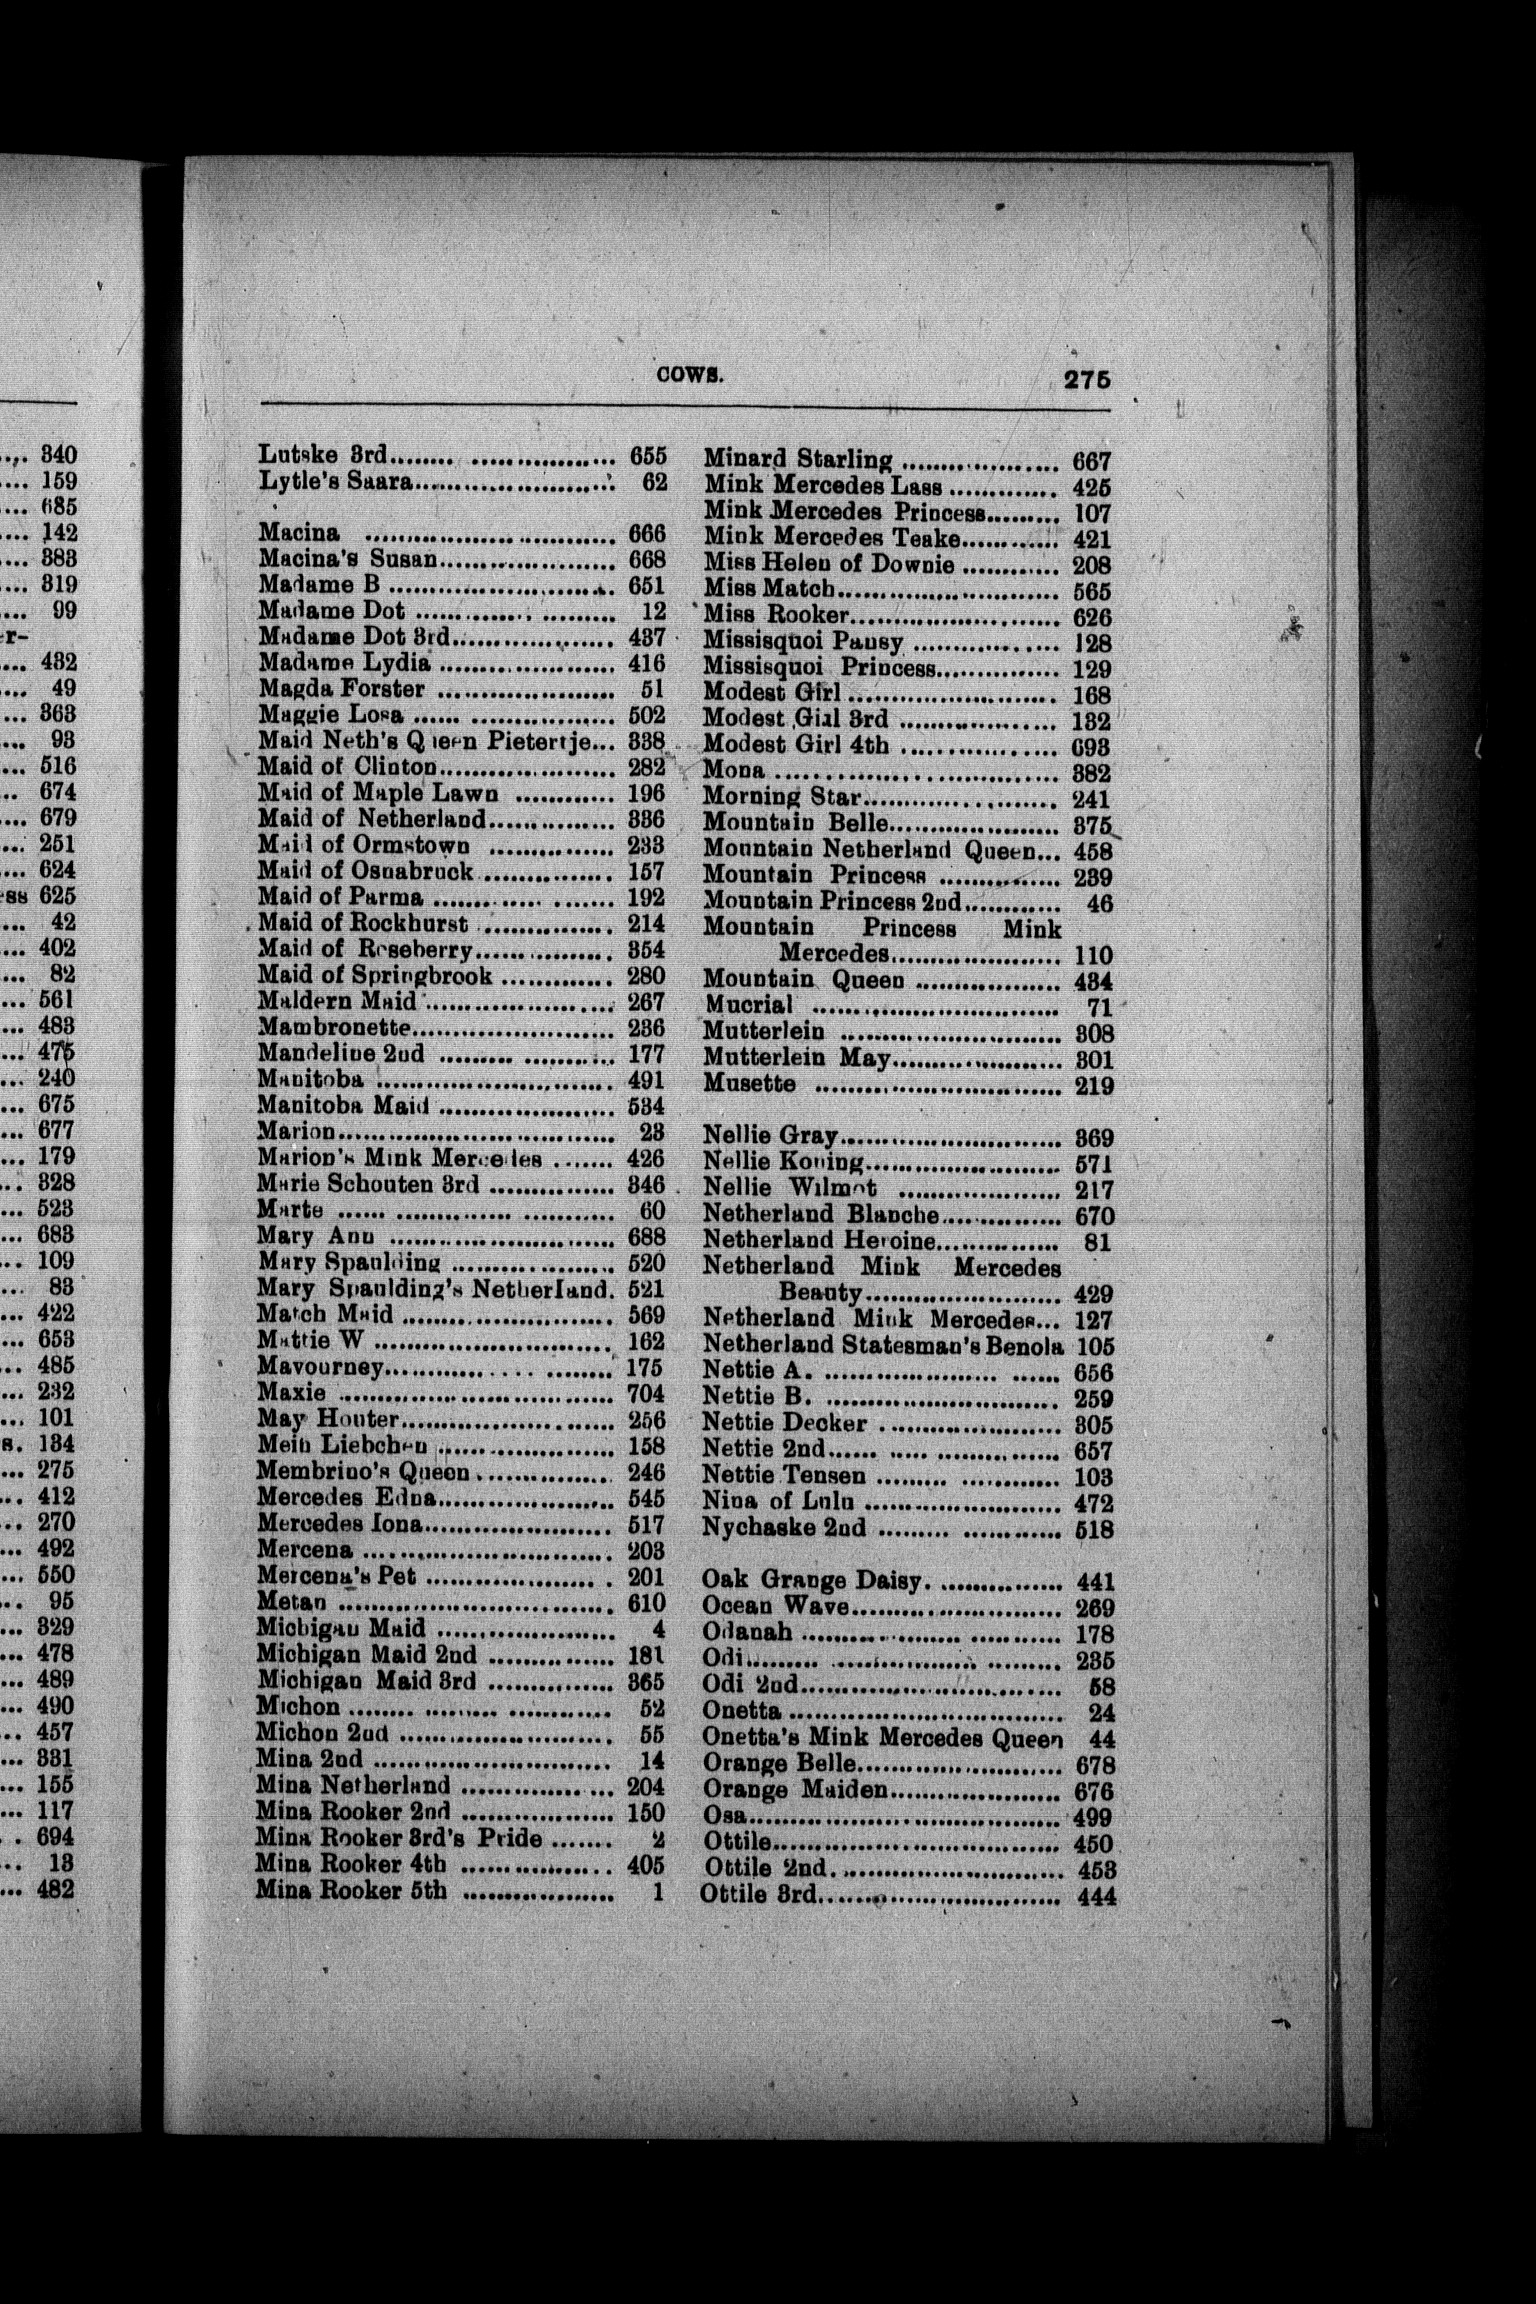 COWS. 275
340
159
685
142
383
319
99
r-
432
49
363
93
516
674
679
251
624
ess 625
42
402
82
561
483
475
240
675
677
179
328
523
683
109
83
422
653
485
232
101
s. 134
275
412
270
492
550
95
329
478
489
490
457
331
155
117
694
13
482
Lutske 3rd........ .................. 655
Lytle's Saara......................... 62
Macina ................................ 666
Macina's Susan...................... 668
Madame B ............................ 651
Madame Dot ............... ......... 12
Madame Dot 3rd.................... 437
Madame Lydia ...................... 416
Magda Forster ...................... 51
Maggie Losa ...... .................. 502
Maid Neth's Queen Pietertje... 338
Maid of Clinton...................... 282
Maid of Maple Lawn ............ 196
Maid of Netherland................ 336
Maid of Ormstown ................ 233
Maid of Osnabruck ................ 157
Maid of Parma .............. ........ 192
Maid of Rockhurst ................ 214
Maid of Roseberry................. 354
Maid of Springbrook .............. 280
Maldern Maid ........................ 267
Mambronette......................... 236
Mandeline 2nd ......... ........... 177
Manitoba .............................. 491
Manitoba Maid ...................... 534
Marion................................... 23
Marion's Mink Mercedes ....... 426
Marie Schouten 3rd ................ 346
Marte ...... .............. ............ 60
Mary Ann ............................. 688
Mary Spaulding ..................... 520
Mary Spaulding's Netherland. 521
Match Maid ........................... 569
Mattie W .............................. 162
Mavourney................. ........ 175
Maxie ................................... 704
May Houter........................... 256
Mein Liebchen ....................... 158
Membrino's Queen.................. 246
Mercedes Edna....................... 545
Mercedes Iona........................ 517
Mercena ................................ 203
Mercena's Pet ..................... . 201
Metan ................................... 610
Michigan Maid ....................... 4
Michigan Maid 2nd ................ 181
Michigan Maid 3rd ................ 365
Michon ........ ......... ............. 52
Michon 2nd ........................... 55
Mina 2nd .............................. 14
Mina Netherland ............... ... 204
Mina Rooker 2nd ................... 150
Mina Rooker 3rd's Pride ....... 2
Mina Rooker 4th ................... 405
Mina Rooker 5th ................... 1
Minard Starling .................... 667
Mink Mercedes Lass .............. 425
Mink Mercedes Princess......... 107
Mink Mercedes Teake............ 421
Miss Helen of Downie ............ 208
Miss Match............................ 565
Miss Rooker........................... 626
Missisquoi Pansy ................... 128
Missisquoi Princess................ 129
Modest Girl ........................... 168
Modest Gial 3rd .................... 132
Modest Girl 4th .................... 693
Mona .................................... 382
Morning Star......................... 241
Mountain Belle...................... 375
Mountain Netherland Queen... 458
Mountain Princess ................ 239
Mountain Princess 2nd............ 46
Mountain Princess Mink
Mercedes...................... 110
Mountain Queen ................... 434
Mucrial ................................ 71
Mutterlein ............................ 308
Mutterlein May...................... 301
Musette ................................ 219
Nellie Gray............................ 369
Nellie Koning......................... 571
Nellie Wilmot ...................... 217
Netherland Blanche................ 670
Netherland Heroine................ 81
Netherland Mink Mercedes
Beauty......................... 429
Netherland Mink Mercedes... 127
Netherland Statesman's Benola 105
Nettie A. ...................... ...... 656
Nettie B. .............................. 259
Nettie Decker ....................... 305
Nettie 2nd...... ..... ................ 657
Nettie Tensen ......... ............. 103
Nina of Lulu ......................... 472
Nychaske 2nd ......... ............ 518
Oak Grange Daisy. ................ 441
Ocean Wave........................... 269
Odanah .................... ............ 178
Odi......... .................. ......... 235
Odi 2nd................................. 58
Onetta ................................... 24
Onetta's Mink Mercedes Queen 44
Orange Belle.......................... 678
Orange Maiden...................... 676
Osa........................................ 499
Ottile..................................... 450
Ottile 2nd.............................. 453
Ottile 3rd............................... 444